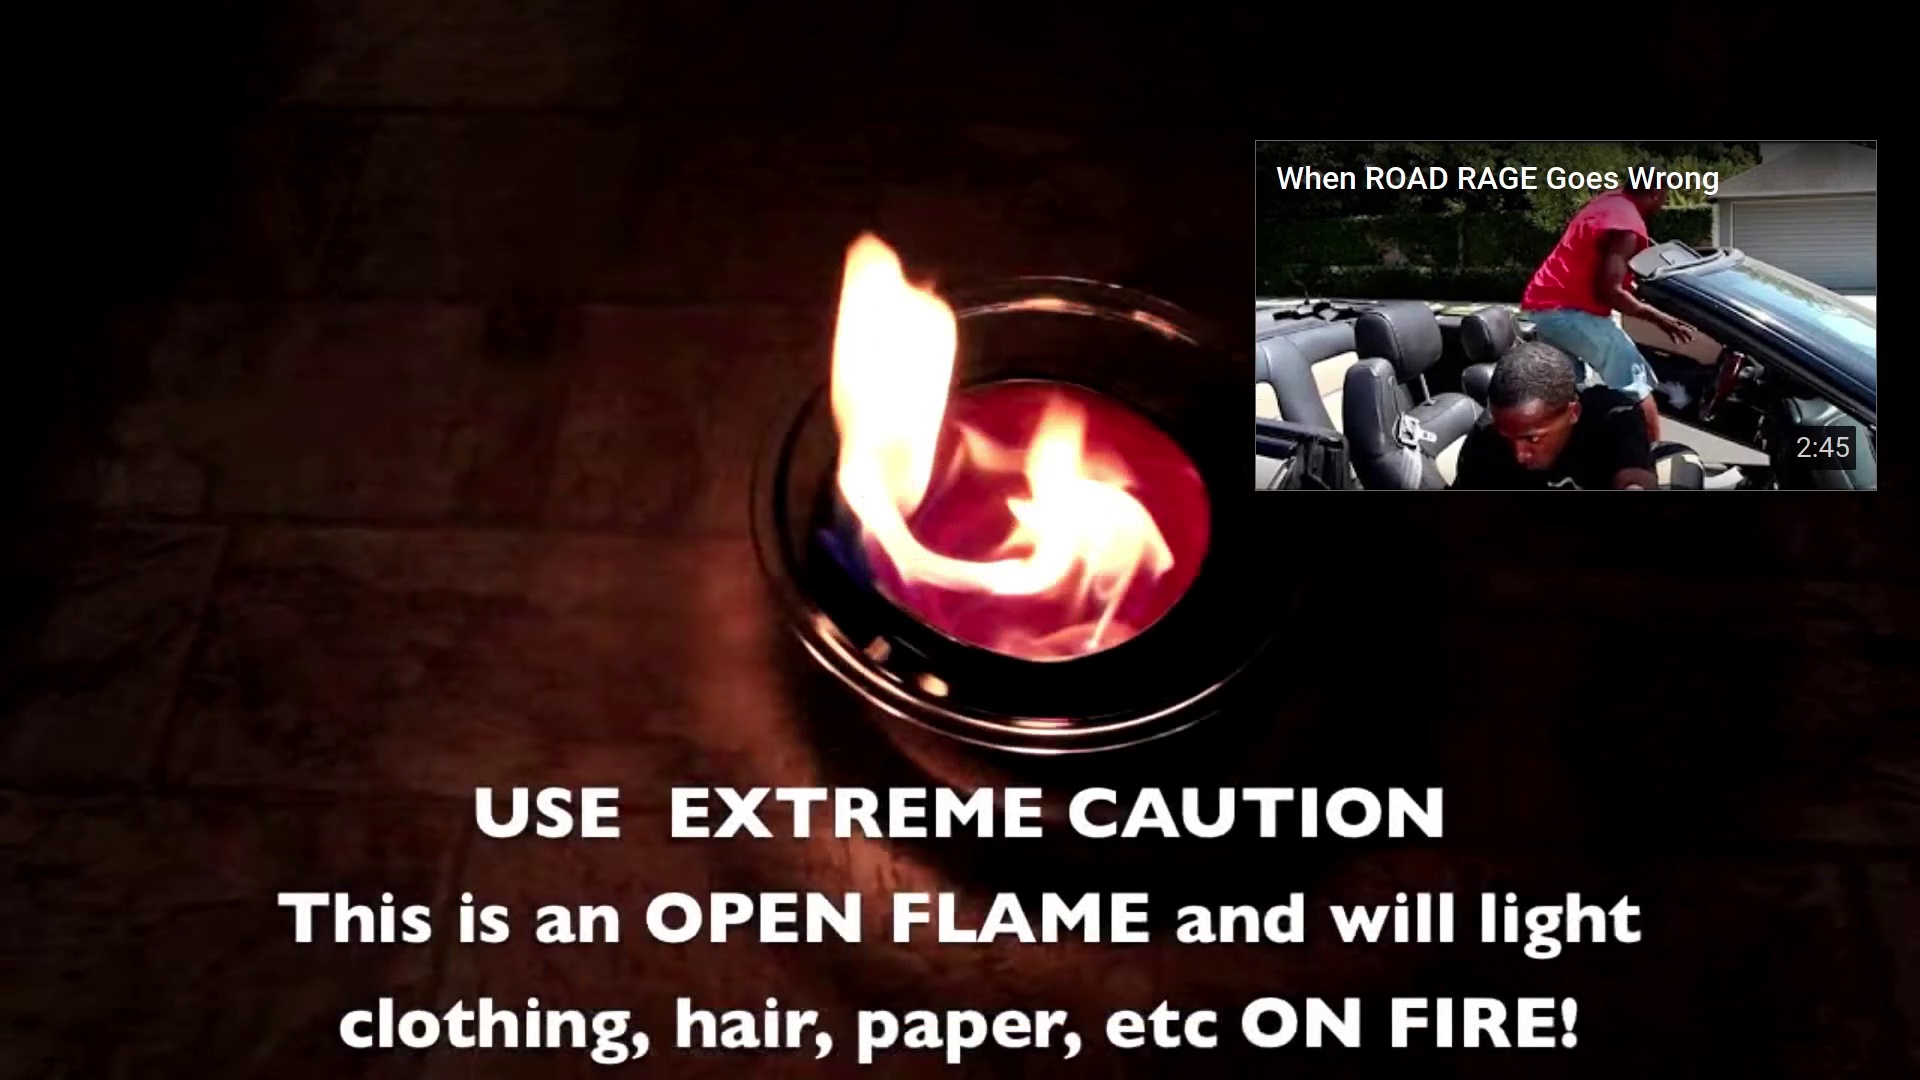 When ROAD RAGE Goes Wrong
2:45
USE  EXTREME CAUTION
This is an OPEN FLAME and will light
clothing, hair, paper, etc ON FIRE!